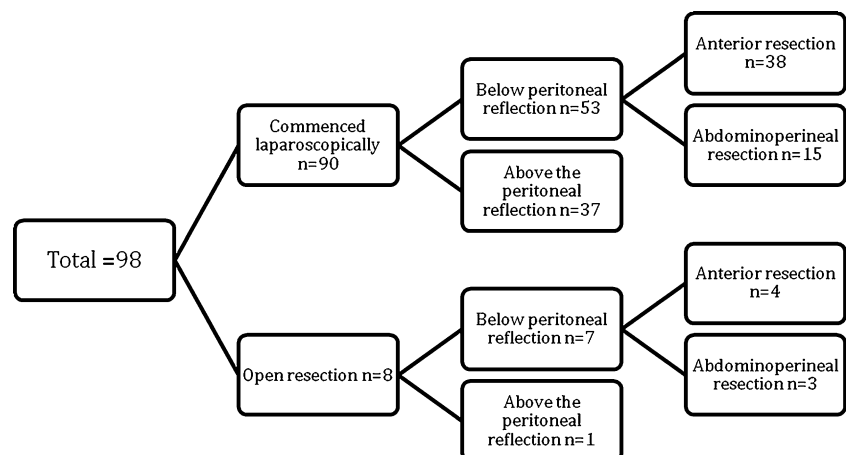 Total =98
Commenced
laparoscopically
n=90
Below peritoneal
reflection n=53
Anterior resection
n=38
Abdominoperineal
resection n=15
Above the
peritoneal
reflection n=37
Open resection n=8
Below peritoneal
reflection n=7
Anterior resection
n=4
Abdominoperineal
resection n=3
Above the
peritoneal
reflection n=1